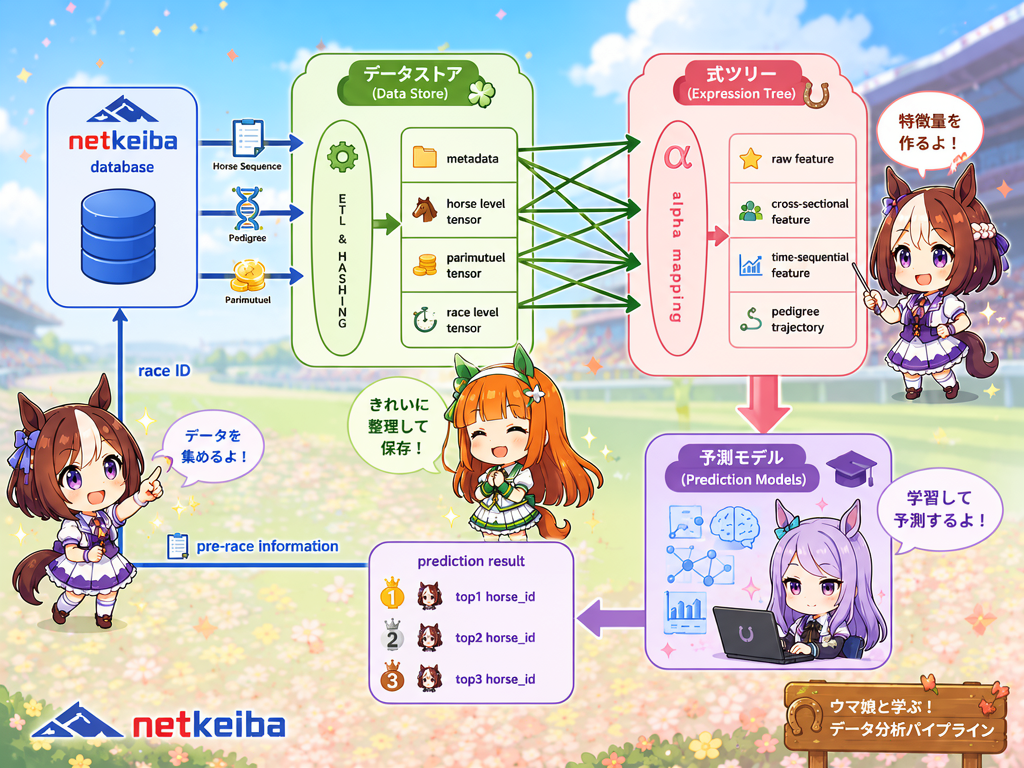 netkeiba
database
Horse Sequence
Pedigree
Parimutuel
データストア
(Data Store)
ETL & HASHING
metadata
horse level
tensor
parimutuel
tensor
race level
tensor
式ツリー
(Expression Tree)
α
alpha mapping
raw feature
cross-sectional
feature
time-sequential
feature
pedigree
trajectory
特徴量を
作るよ！
race ID
データを
集めるよ！
きれいに
整理して
保存！
予測モデル
(Prediction Models)
学習して
予測するよ！
pre-race information
prediction result
1 top1 horse_id
2 top2 horse_id
3 top3 horse_id
netkeiba
ウマ娘と学ぶ！
データ分析パイプライン